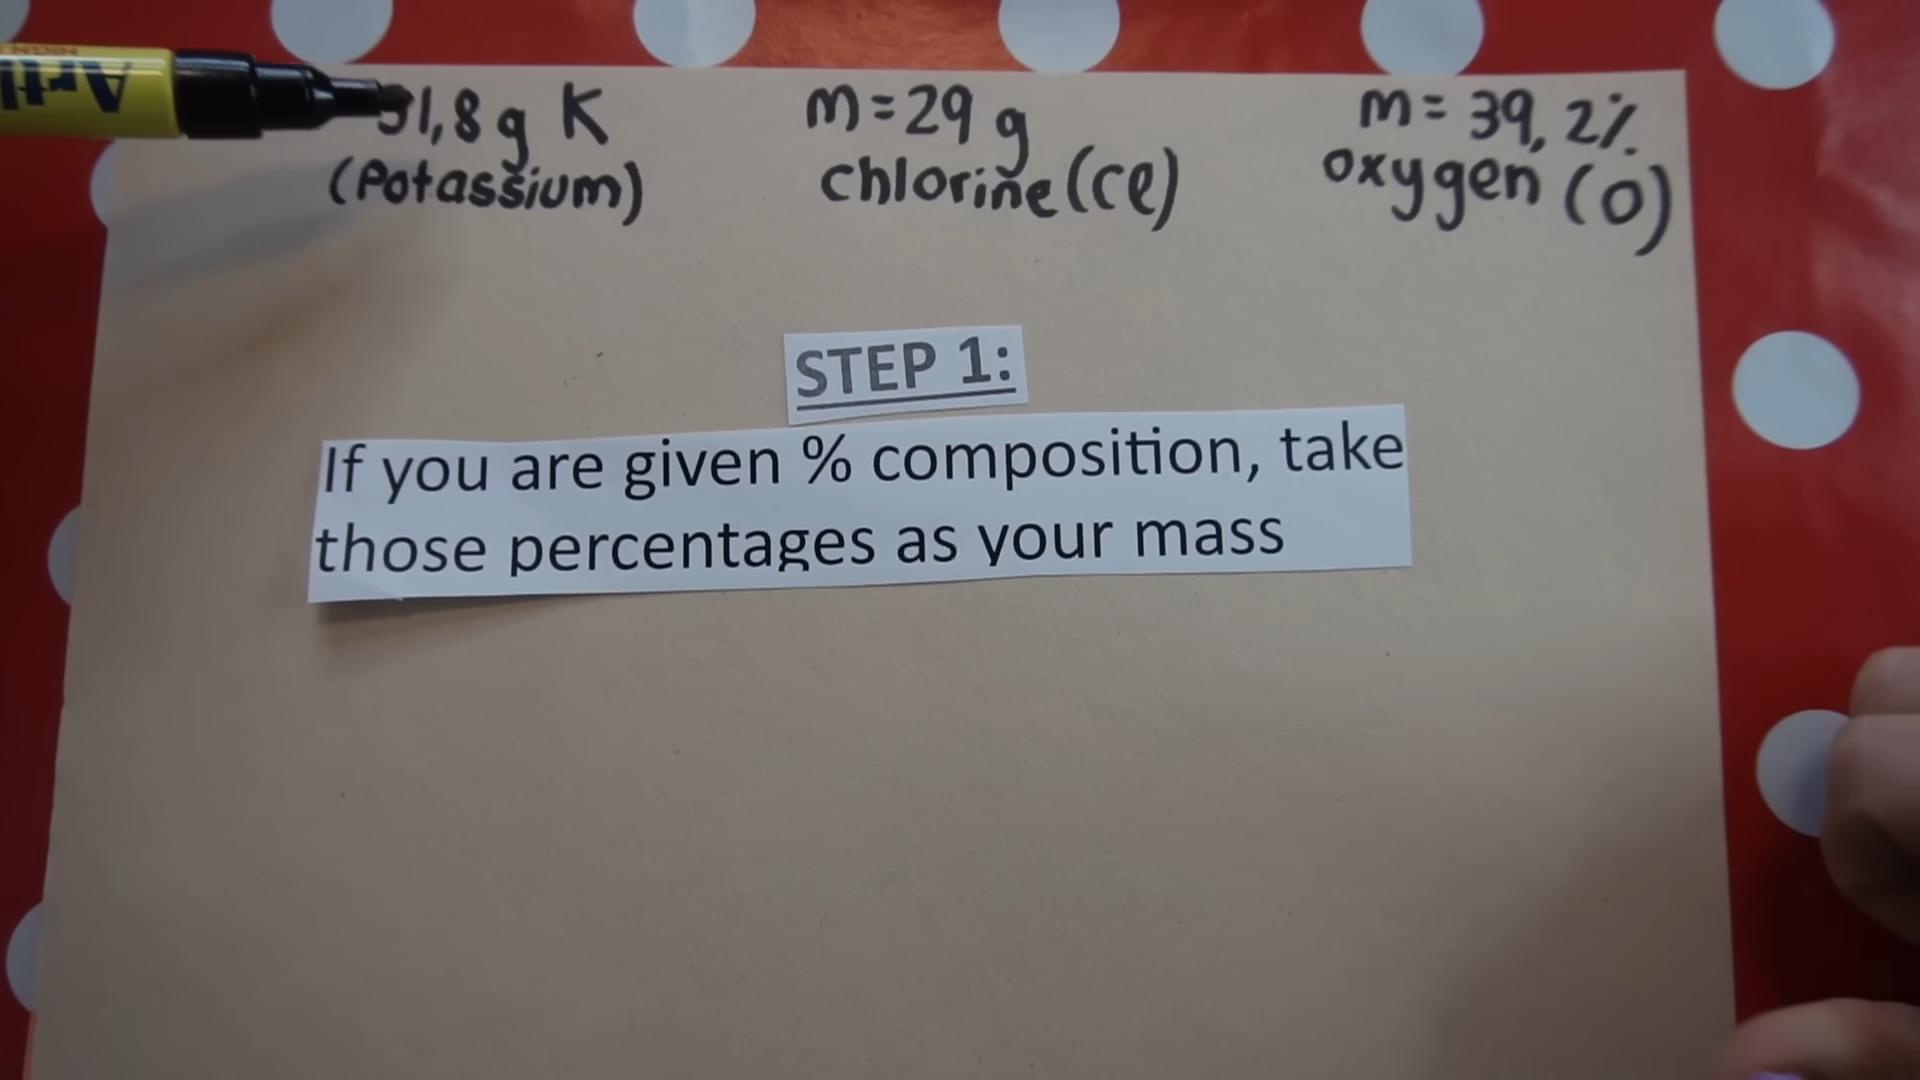 31,8 g K
(Potassium)
m = 29 g
chlorine (Cl)
m = 39, 2%
oxygen (O)
STEP 1:
If you are given % composition, take
those percentages as your mass